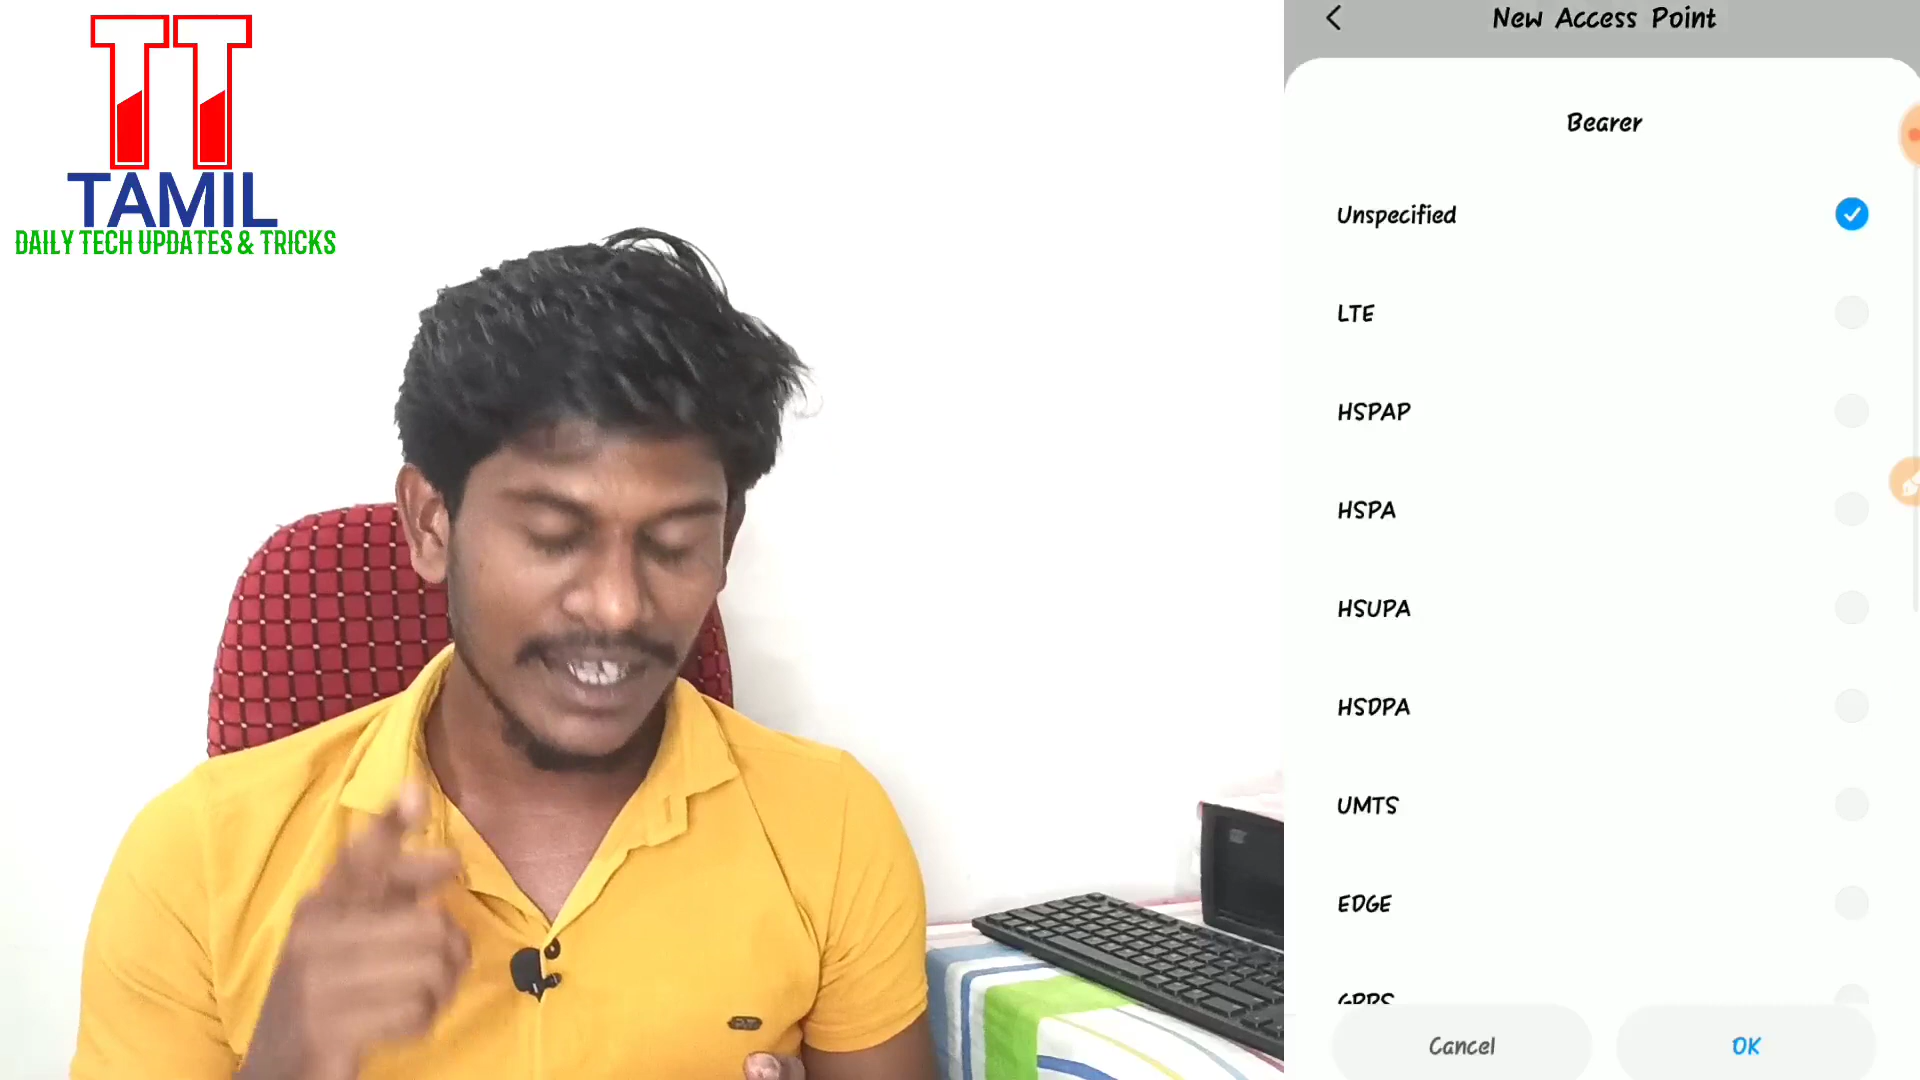 TT
TAMIL
DAILY TECH UPDATES & TRICKS
New Access Point
Bearer
Unspecified
LTE
HSPAP
HSPA
HSUPA
HSDPA
UMTS
EDGE
GPRS
Cancel
OK